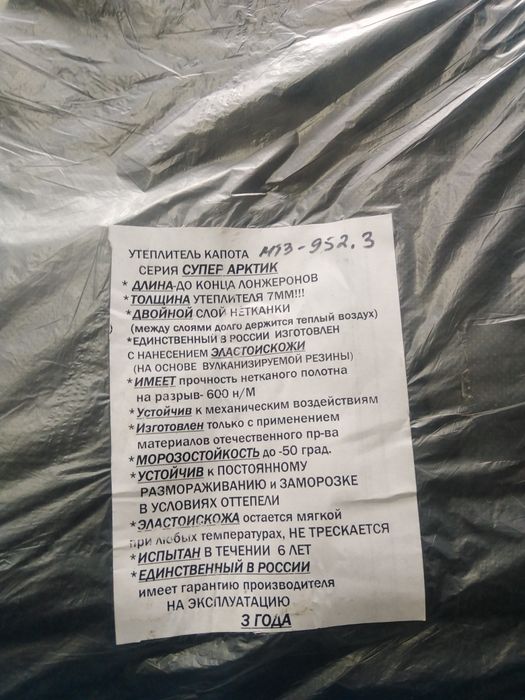 УТЕПЛИТЕЛЬ КАПОТА МТЗ-952.3
СЕРИЯ СУПЕР АРКТИК
* ДЛИНА-ДО КОНЦА ЛОНЖЕРОНОВ
*ТОЛЩИНА УТЕПЛИТЕЛЯ 7ММ!!!
*ДВОЙНОЙ СЛОЙ НЕТКАНКИ
(между слоями долго держится теплый воздух)
*ЕДИНСТВЕННЫЙ В РОССИИ ИЗГОТОВЛЕН
С НАНЕСЕНИЕМ ЭЛАСТОИСКОЖИ
(НА ОСНОВЕ ВУЛКАНИЗИРУЕМОЙ РЕЗИНЫ)
*ИМЕЕТ прочность нетканого полотна
на разрыв- 600 н/М
*Устойчив к механическим воздействиям
*Изготовлен только с применением
материалов отечественного пр-ва
*МОРОЗОСТОЙКОСТЬ до -50 град.
*УСТОЙЧИВ к ПОСТОЯННОМУ
РАЗМОРАЖИВАНИЮ и ЗАМОРОЗКЕ
В УСЛОВИЯХ ОТТЕПЕЛИ
*ЭЛАСТОИСКОЖА остается мягкой
при любых температурах, НЕ ТРЕСКАЕТСЯ
*ИСПЫТАН В ТЕЧЕНИИ 6 ЛЕТ
*ЕДИНСТВЕННЫЙ В РОССИИ
имеет гарантию производителя
НА ЭКСПЛУАТАЦИЮ
3 ГОДА